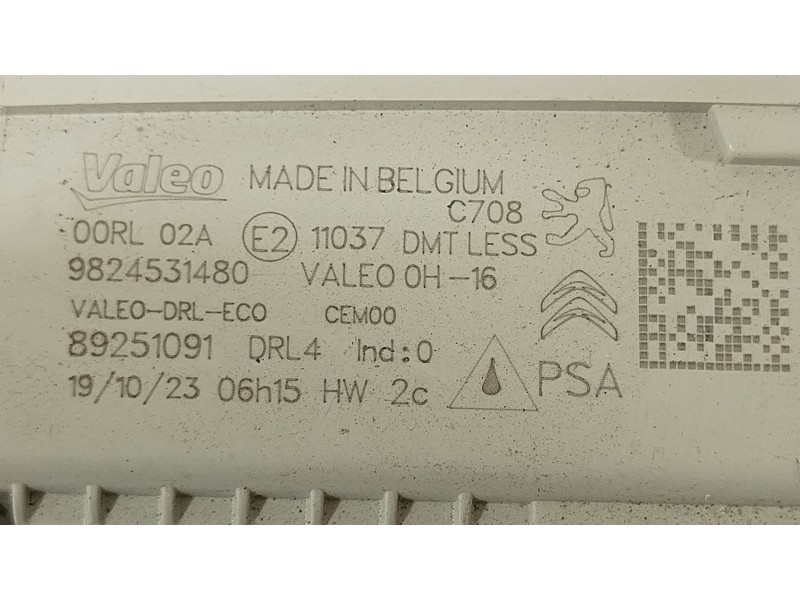 Valeo MADE IN BELGIUM
C708
00RL 02A E2 11037 DMT LESS
9824531480 VALEO 0H-16
VALEO-DRL-ECO CEM00
89251091 DRL4 Ind:0
19/10/23 06h15 HW 2c PSA